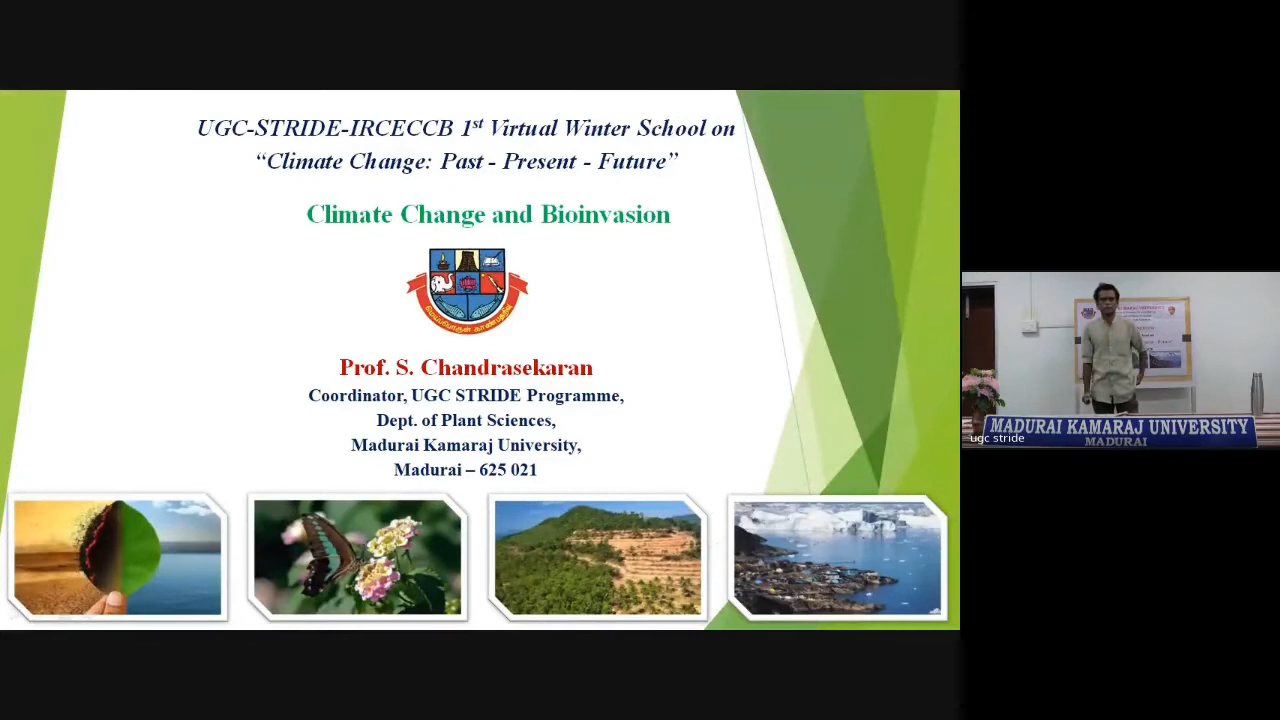 UGC-STRIDE-IRCECCB 1st Virtual Winter School on
“Climate Change: Past - Present - Future”
Climate Change and Bioinvasion
Prof. S. Chandrasekaran
Coordinator, UGC STRIDE Programme,
Dept. of Plant Sciences,
Madurai Kamaraj University,
Madurai – 625 021
MADURAI KAMARAJ UNIVERSITY
MADURAI
ugc stride